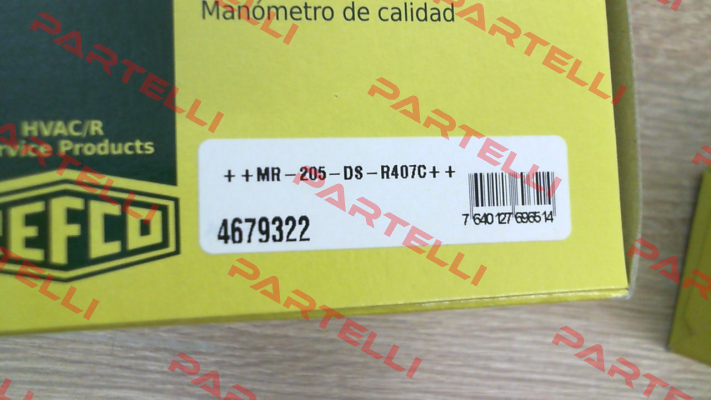 Manómetro de calidad
HVAC/R
rvice Products
REFCO
++MR-205-DS-R407C++
4679322
7 640127 696514
PARTELLI
PARTELLI
PARTELLI
PARTELLI
PARTELLI
PARTELLI
PARTELLI
PARTELLI
PARTELLI